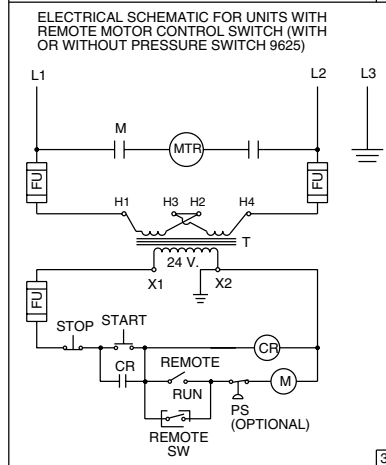 ELECTRICAL SCHEMATIC FOR UNITS WITH
REMOTE MOTOR CONTROL SWITCH (WITH
OR WITHOUT PRESSURE SWITCH 9625)
L1 L2 L3
M
MTR
FU FU
H1 H3 H2 H4
T
24 V.
X1 X2
FU
STOP START
CR
CR REMOTE
M
RUN
PS
(OPTIONAL)
REMOTE
SW
3